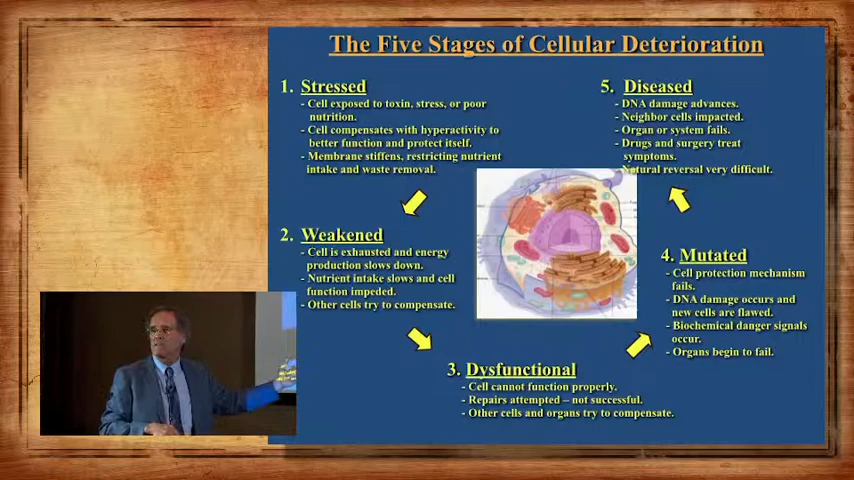 The Five Stages of Cellular Deterioration
1. Stressed
- Cell exposed to toxin, stress, or poor
nutrition.
- Cell compensates with hyperactivity to
better function and protect itself.
- Membrane stiffens, restricting nutrient
intake and waste removal.
2. Weakened
- Cell is exhausted and energy
production slows down.
- Nutrient intake slows and cell
function impeded.
- Other cells try to compensate.
3. Dysfunctional
- Cell cannot function properly.
- Repairs attempted – not successful.
- Other cells and organs try to compensate.
4. Mutated
- Cell protection mechanism
fails.
- DNA damage occurs and
new cells are flawed.
- Biochemical danger signals
occur.
- Organs begin to fail.
5. Diseased
- DNA damage advances.
- Neighbor cells impacted.
- Organ or system fails.
- Drugs and surgery treat
symptoms.
- Natural reversal very difficult.